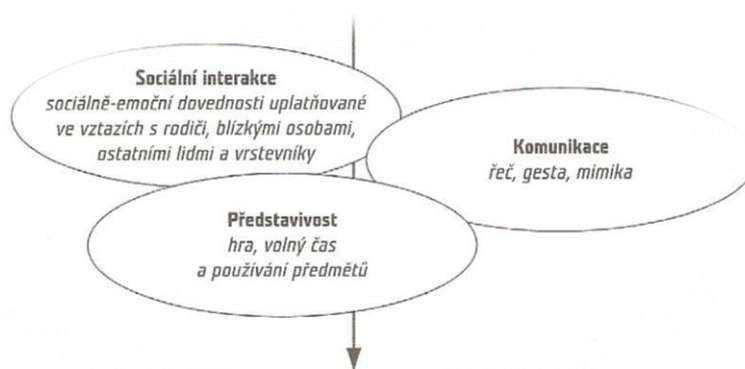 Sociální interakce
sociálně-emoční dovednosti uplatňované
ve vztazích s rodiči, blízkými osobami,
ostatními lidmi a vrstevníky
Komunikace
řeč, gesta, mimika
Představivost
hra, volný čas
a používání předmětů